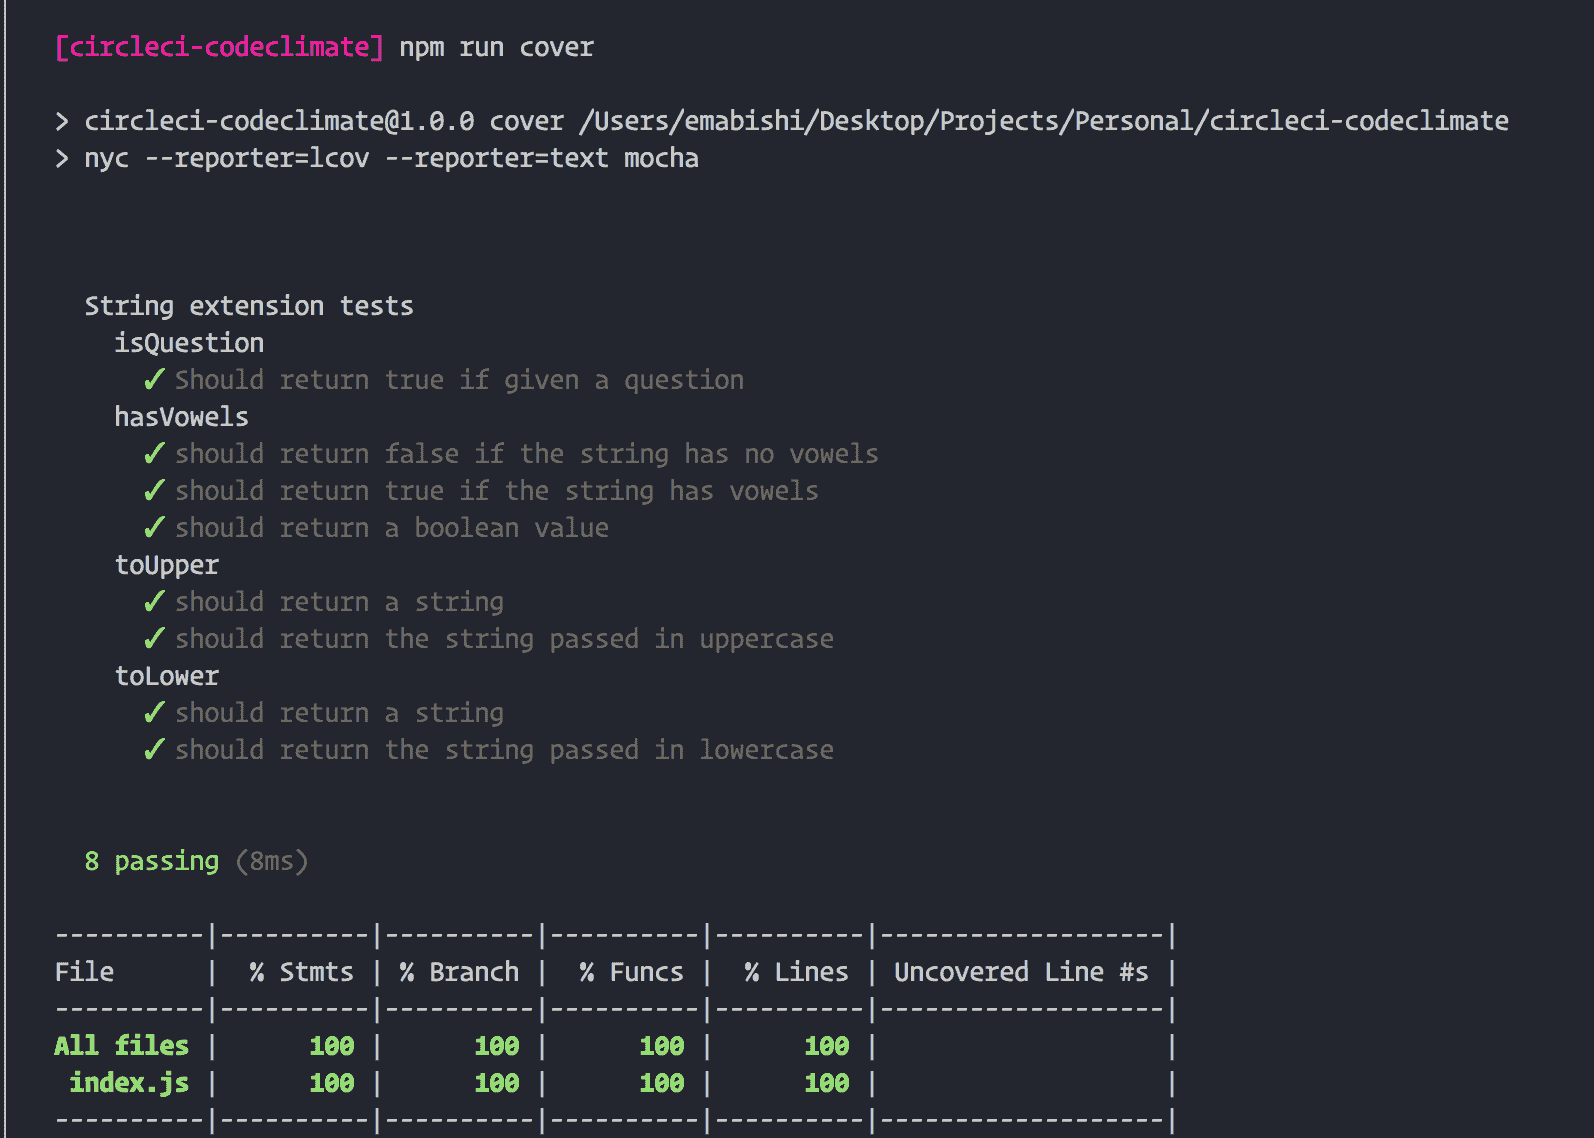 [circleci-codeclimate] npm run cover
> circleci-codeclimate@1.0.0 cover /Users/emabishi/Desktop/Projects/Personal/circleci-codeclimate
> nyc --reporter=lcov --reporter=text mocha
String extension tests
isQuestion
✓ Should return true if given a question
hasVowels
✓ should return false if the string has no vowels
✓ should return true if the string has vowels
✓ should return a boolean value
toUpper
✓ should return a string
✓ should return the string passed in uppercase
toLower
✓ should return a string
✓ should return the string passed in lowercase
8 passing (8ms)
----------|----------|----------|----------|----------|-------------------|
File      |  % Stmts | % Branch |  % Funcs |  % Lines | Uncovered Line #s |
----------|----------|----------|----------|----------|-------------------|
All files |      100 |      100 |      100 |      100 |                   |
 index.js |      100 |      100 |      100 |      100 |                   |
----------|----------|----------|----------|----------|-------------------|